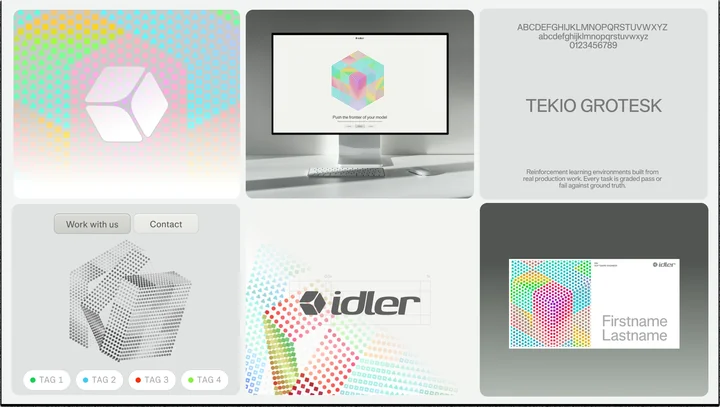 Push the frontier of your model
ABCDEFGHIJKLMNOPQRSTUVWXYZ
abcdefghijklmnopqrstuvwxyz
0123456789
TEKIO GROTESK
Reinforcement learning environments built from
real production work. Every task is graded pass or
fail against ground truth.
Work with us
Contact
TAG 1
TAG 2
TAG 3
TAG 4
idler
idler
Firstname
Lastname